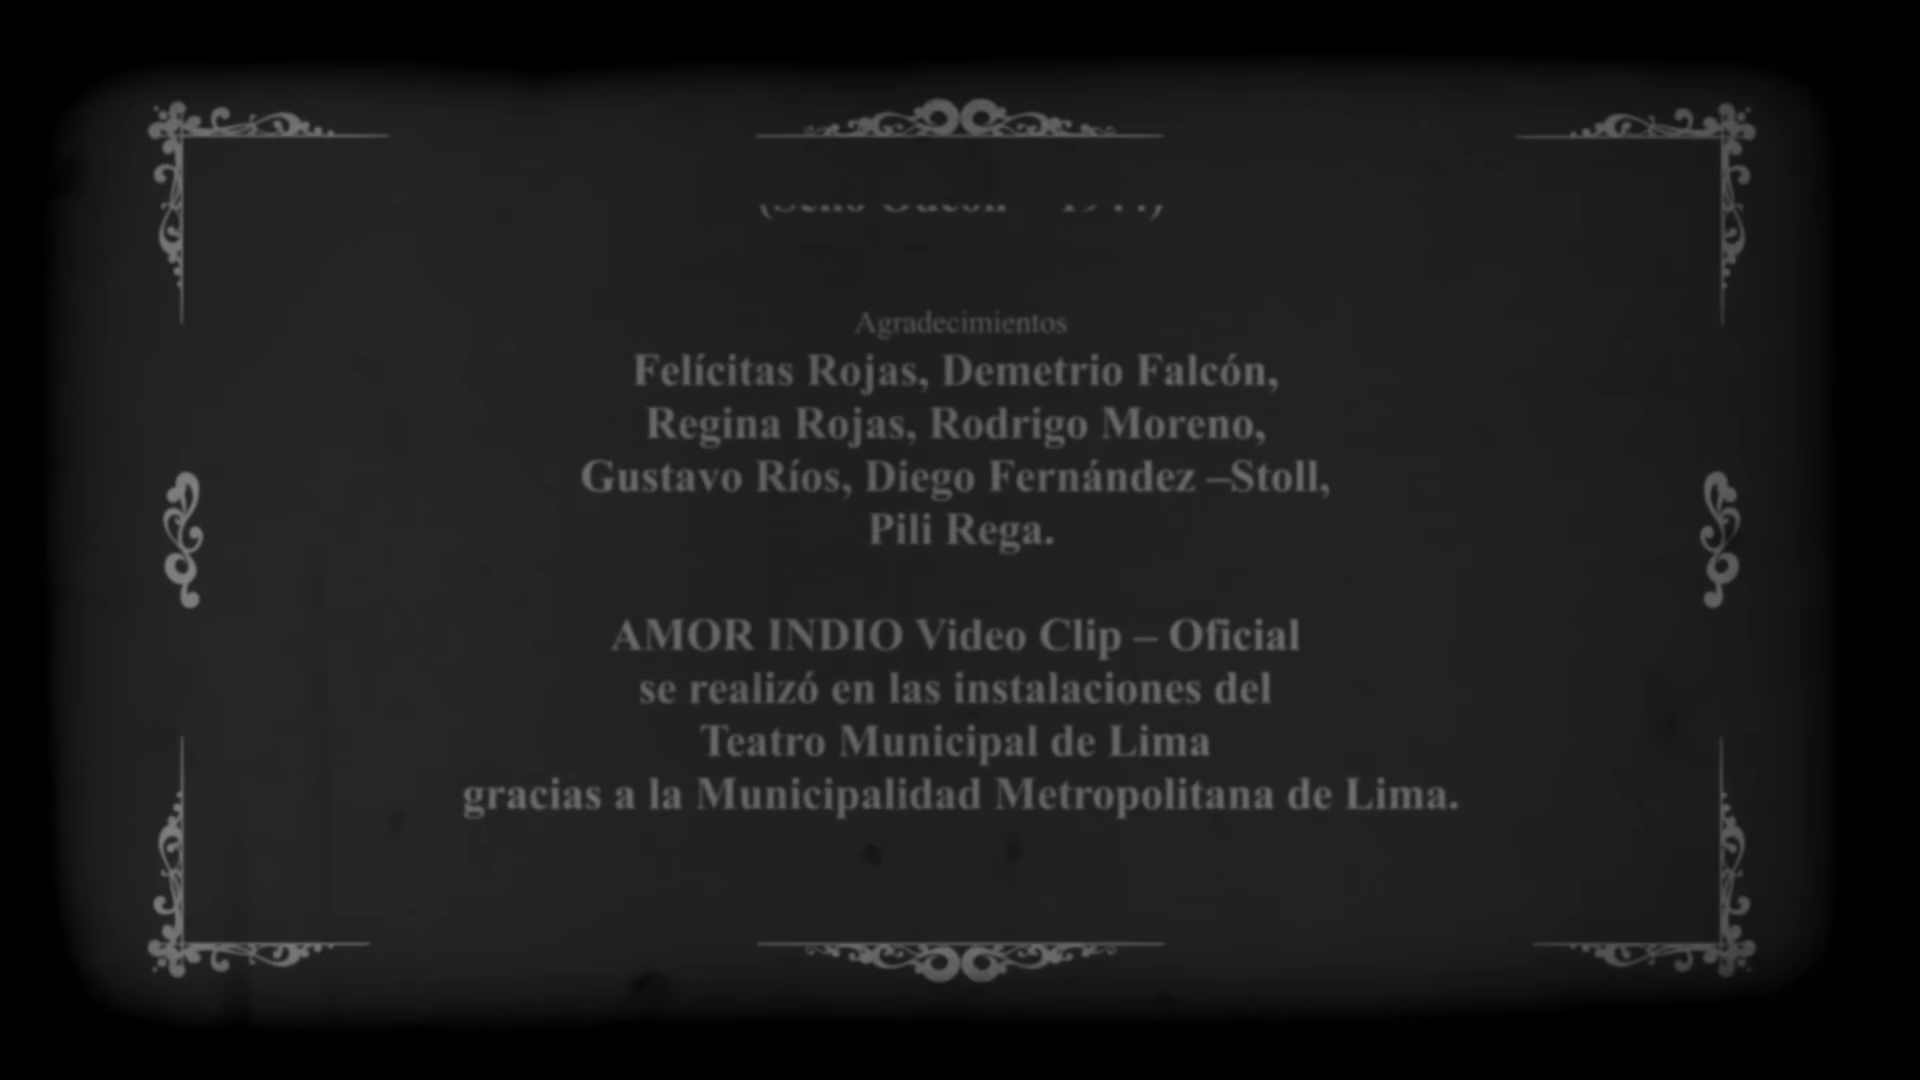 Agradecimientos
Felícitas Rojas, Demetrio Falcón,
Regina Rojas, Rodrigo Moreno,
Gustavo Ríos, Diego Fernández –Stoll,
Pili Rega.
AMOR INDIO Video Clip – Oficial
se realizó en las instalaciones del
Teatro Municipal de Lima
gracias a la Municipalidad Metropolitana de Lima.